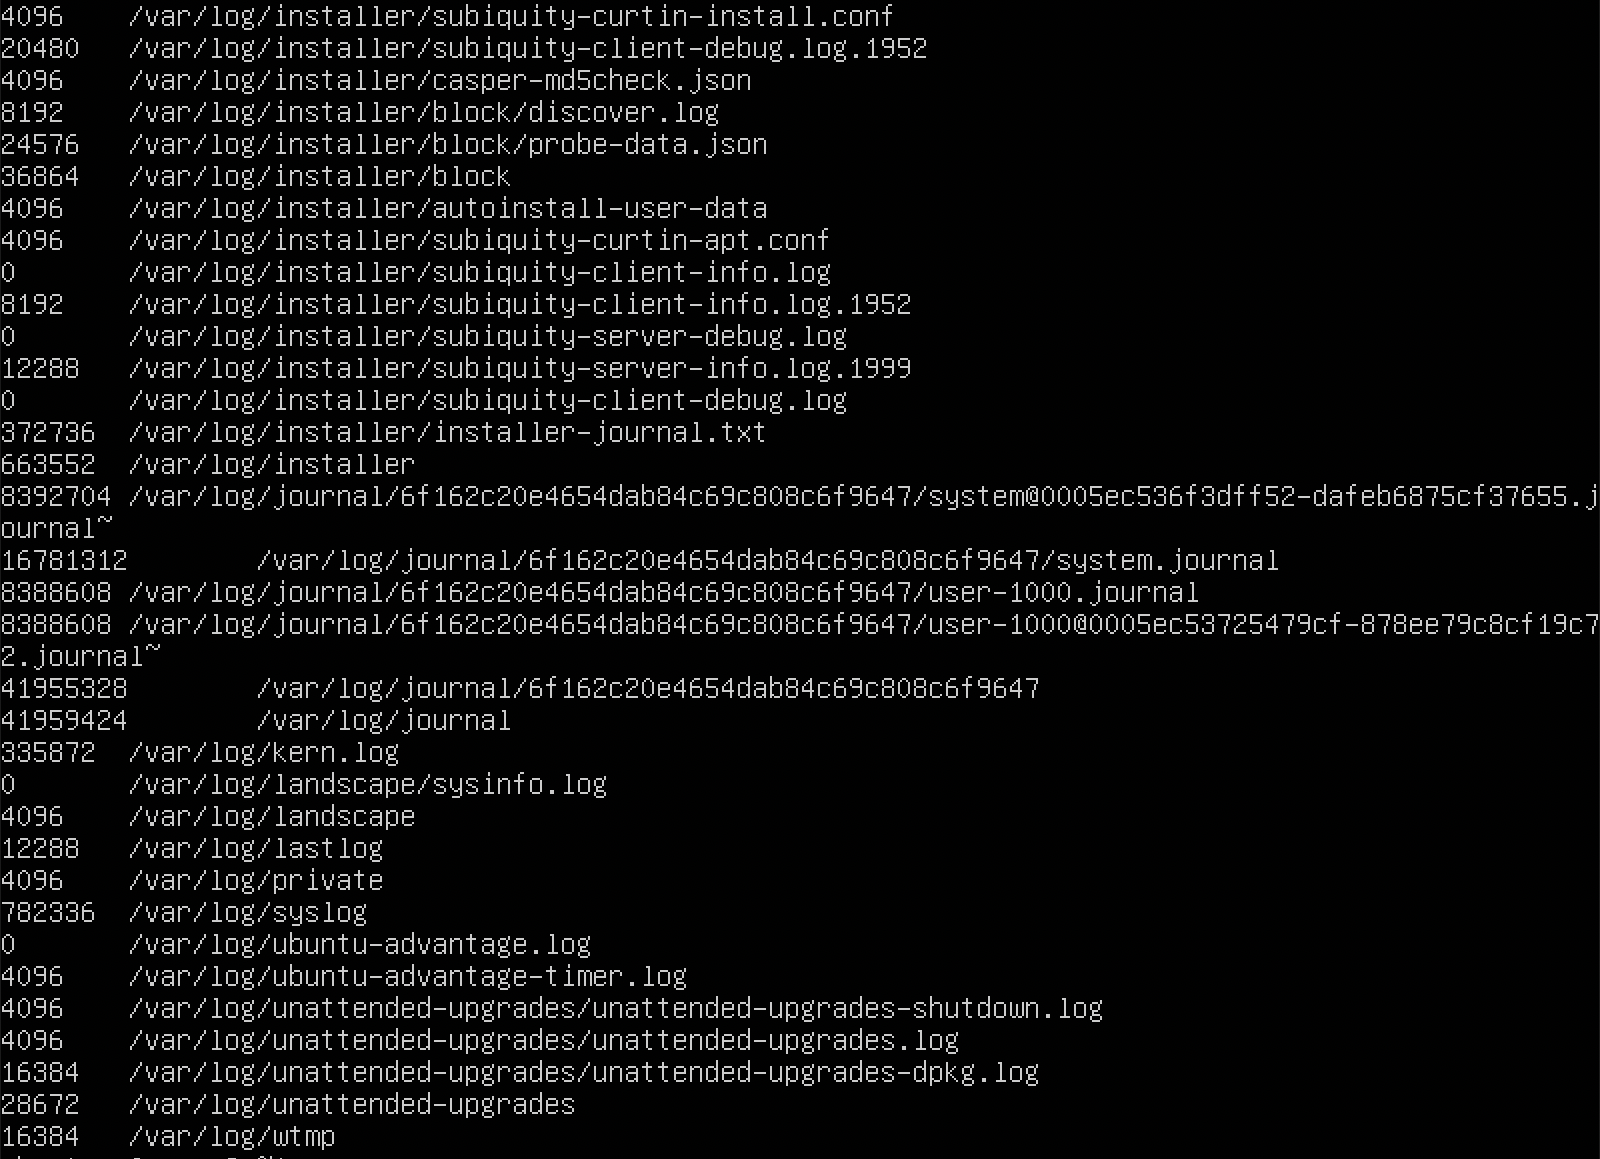 4096 /var/log/installer/subiquity-curtin-install.conf
20480 /var/log/installer/subiquity-client-debug.log.1952
4096 /var/log/installer/casper-md5check.json
8192 /var/log/installer/block/discover.log
24576 /var/log/installer/block/probe-data.json
36864 /var/log/installer/block
4096 /var/log/installer/autoinstall-user-data
4096 /var/log/installer/subiquity-curtin-apt.conf
0 /var/log/installer/subiquity-client-info.log
8192 /var/log/installer/subiquity-client-info.log.1952
0 /var/log/installer/subiquity-server-debug.log
12288 /var/log/installer/subiquity-server-info.log.1999
0 /var/log/installer/subiquity-client-debug.log
372736 /var/log/installer/installer-journal.txt
663552 /var/log/installer
8392704 /var/log/journal/6f162c20e4654dab84c69c808c6f9647/system@0005ec536f3dff52-dafeb6875cf37655.j
ournal~
16781312 /var/log/journal/6f162c20e4654dab84c69c808c6f9647/system.journal
8388608 /var/log/journal/6f162c20e4654dab84c69c808c6f9647/user-1000.journal
8388608 /var/log/journal/6f162c20e4654dab84c69c808c6f9647/user-1000@0005ec53725479cf-878ee79c8cf19c7
2.journal~
41955328 /var/log/journal/6f162c20e4654dab84c69c808c6f9647
41959424 /var/log/journal
335872 /var/log/kern.log
0 /var/log/landscape/sysinfo.log
4096 /var/log/landscape
12288 /var/log/lastlog
4096 /var/log/private
782336 /var/log/syslog
0 /var/log/ubuntu-advantage.log
4096 /var/log/ubuntu-advantage-timer.log
4096 /var/log/unattended-upgrades/unattended-upgrades-shutdown.log
4096 /var/log/unattended-upgrades/unattended-upgrades.log
16384 /var/log/unattended-upgrades/unattended-upgrades-dpkg.log
28672 /var/log/unattended-upgrades
16384 /var/log/wtmp